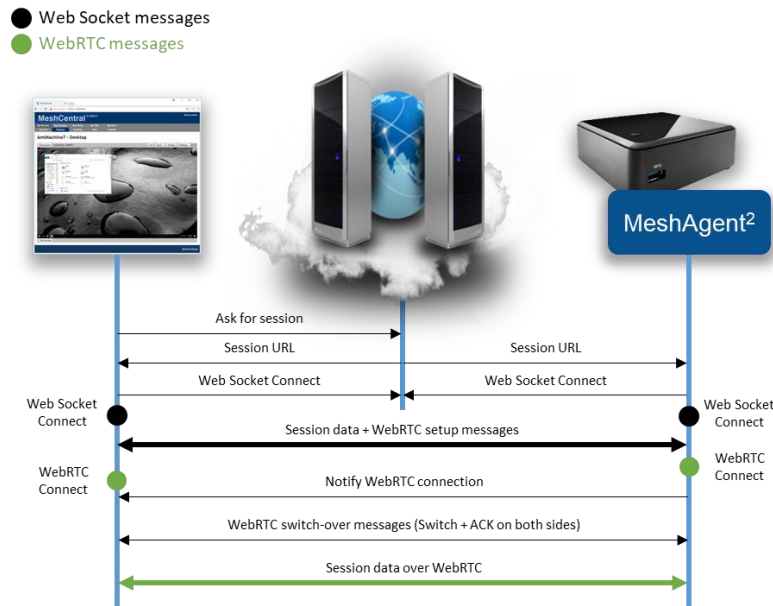 Web Socket messages
WebRTC messages
MeshCentral
MeshAgent²
Ask for session
Session URL
Session URL
Web Socket Connect
Web Socket Connect
Web Socket
Connect
Web Socket
Connect
Session data + WebRTC setup messages
WebRTC
Connect
WebRTC
Connect
Notify WebRTC connection
WebRTC switch-over messages (Switch + ACK on both sides)
Session data over WebRTC